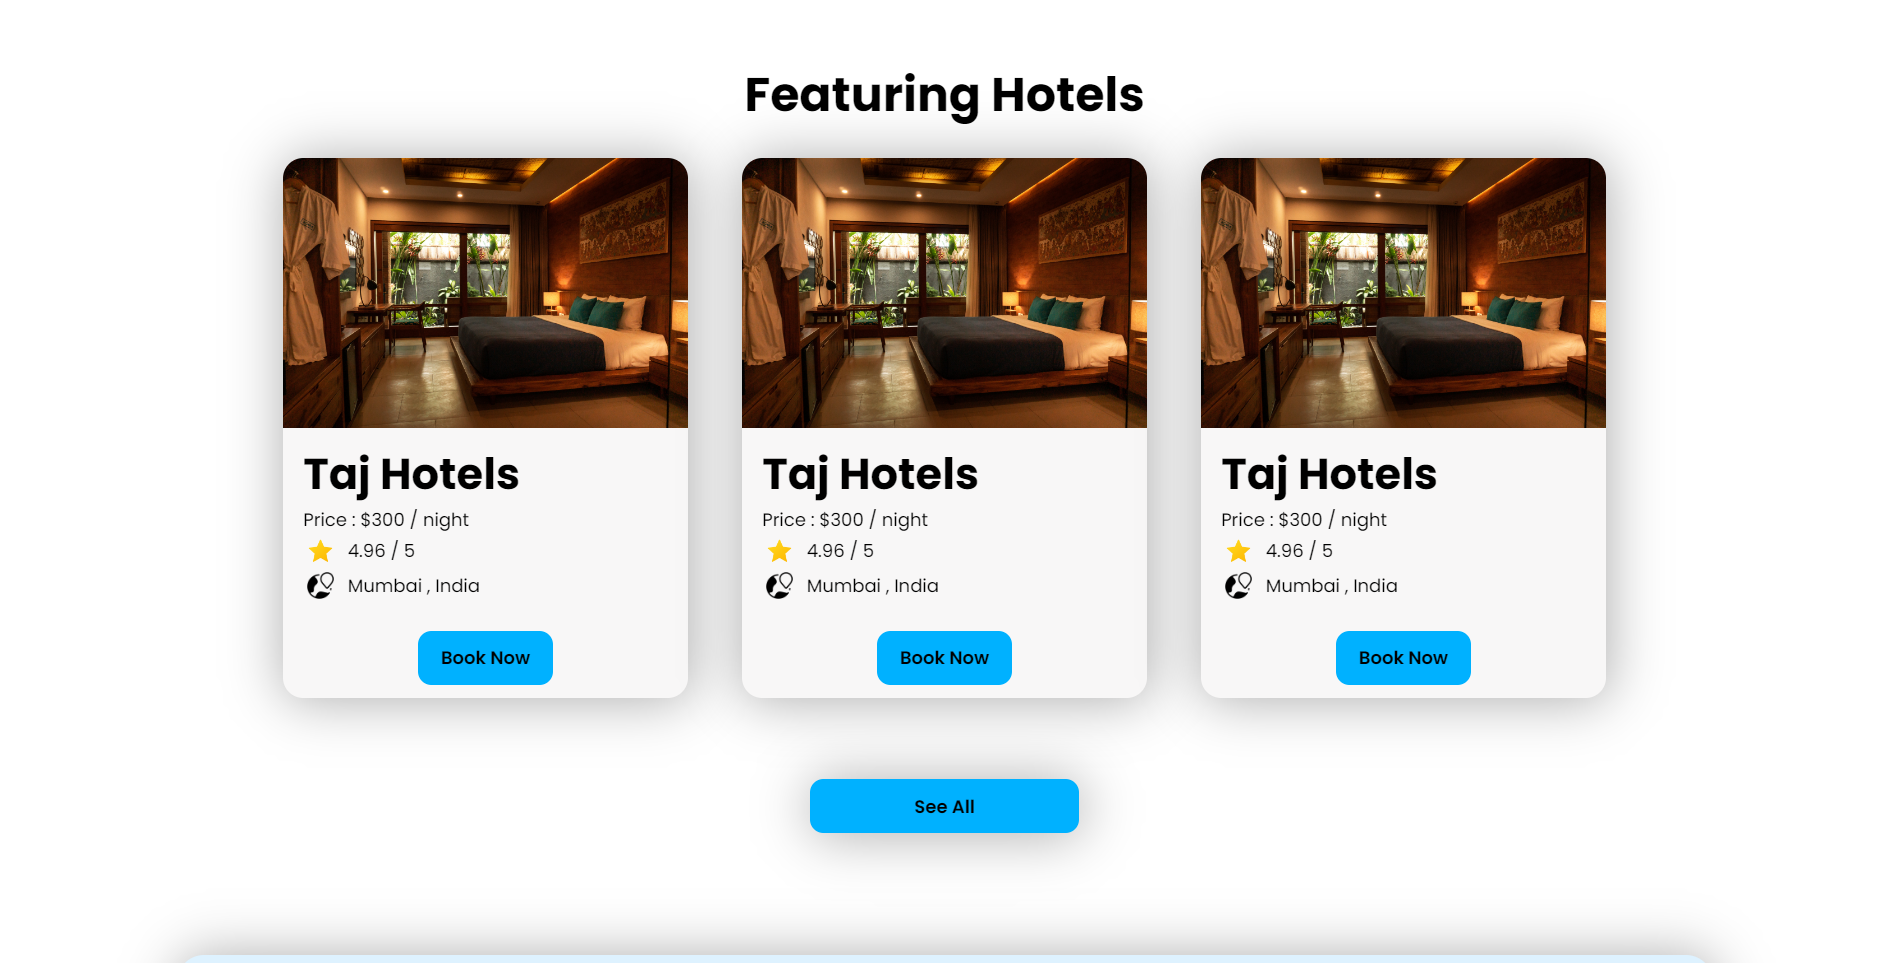 Featuring Hotels
Taj Hotels
Price : $300 / night
4.96 / 5
Mumbai , India
Book Now
Taj Hotels
Price : $300 / night
4.96 / 5
Mumbai , India
Book Now
Taj Hotels
Price : $300 / night
4.96 / 5
Mumbai , India
Book Now
See All